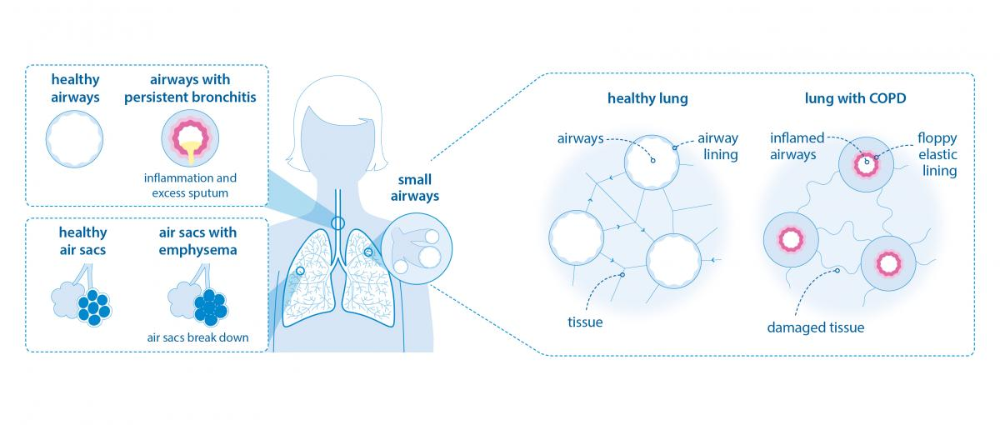 healthy
airways
airways with
persistent bronchitis
inflammation and
excess sputum
healthy
air sacs
air sacs with
emphysema
air sacs break down
small
airways
healthy lung
airways
airway
lining
tissue
lung with COPD
inflamed
airways
floppy
elastic
lining
damaged tissue